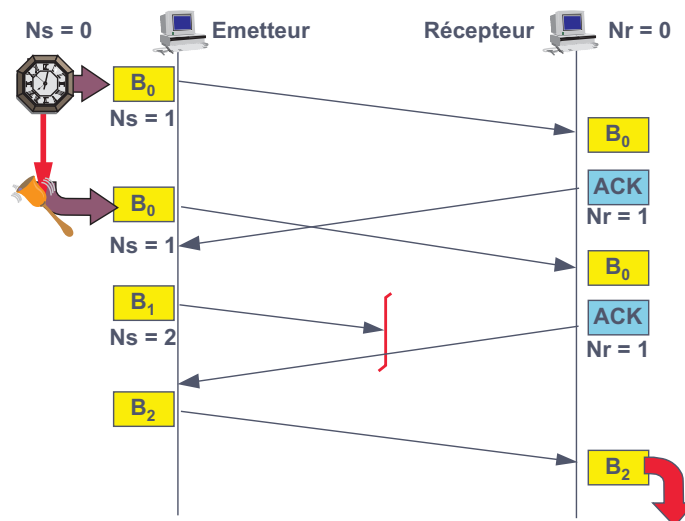 Ns = 0 Emetteur Récepteur Nr = 0
B₀
Ns = 1
B₀
ACK
Nr = 1
B₀
Ns = 1
B₀
B₁
Ns = 2
ACK
Nr = 1
B₂
B₂